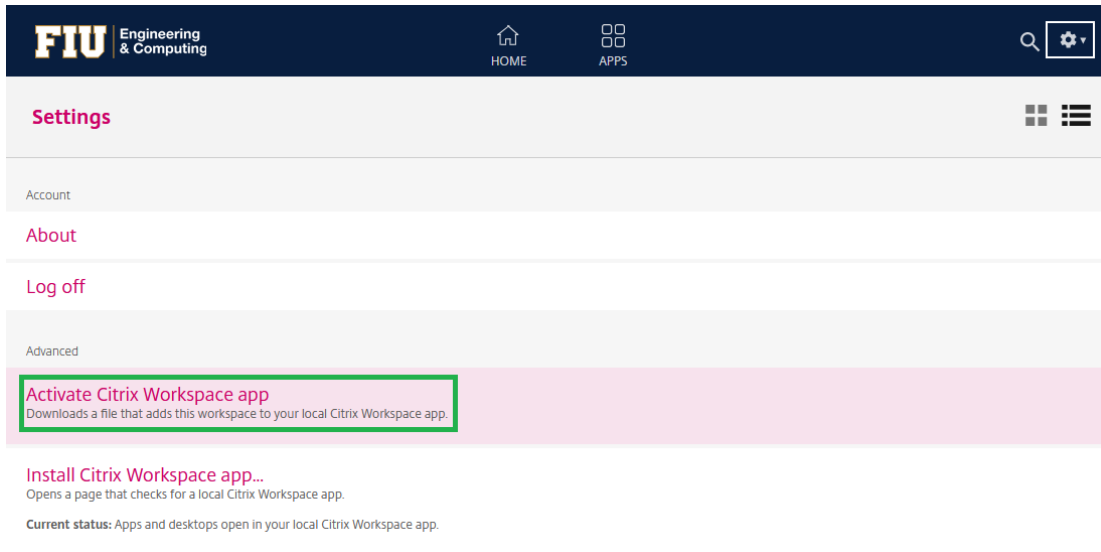 FIU Engineering
& Computing
HOME
APPS
Settings
Account
About
Log off
Advanced
Activate Citrix Workspace app
Downloads a file that adds this workspace to your local Citrix Workspace app.
Install Citrix Workspace app...
Opens a page that checks for a local Citrix Workspace app.
Current status: Apps and desktops open in your local Citrix Workspace app.